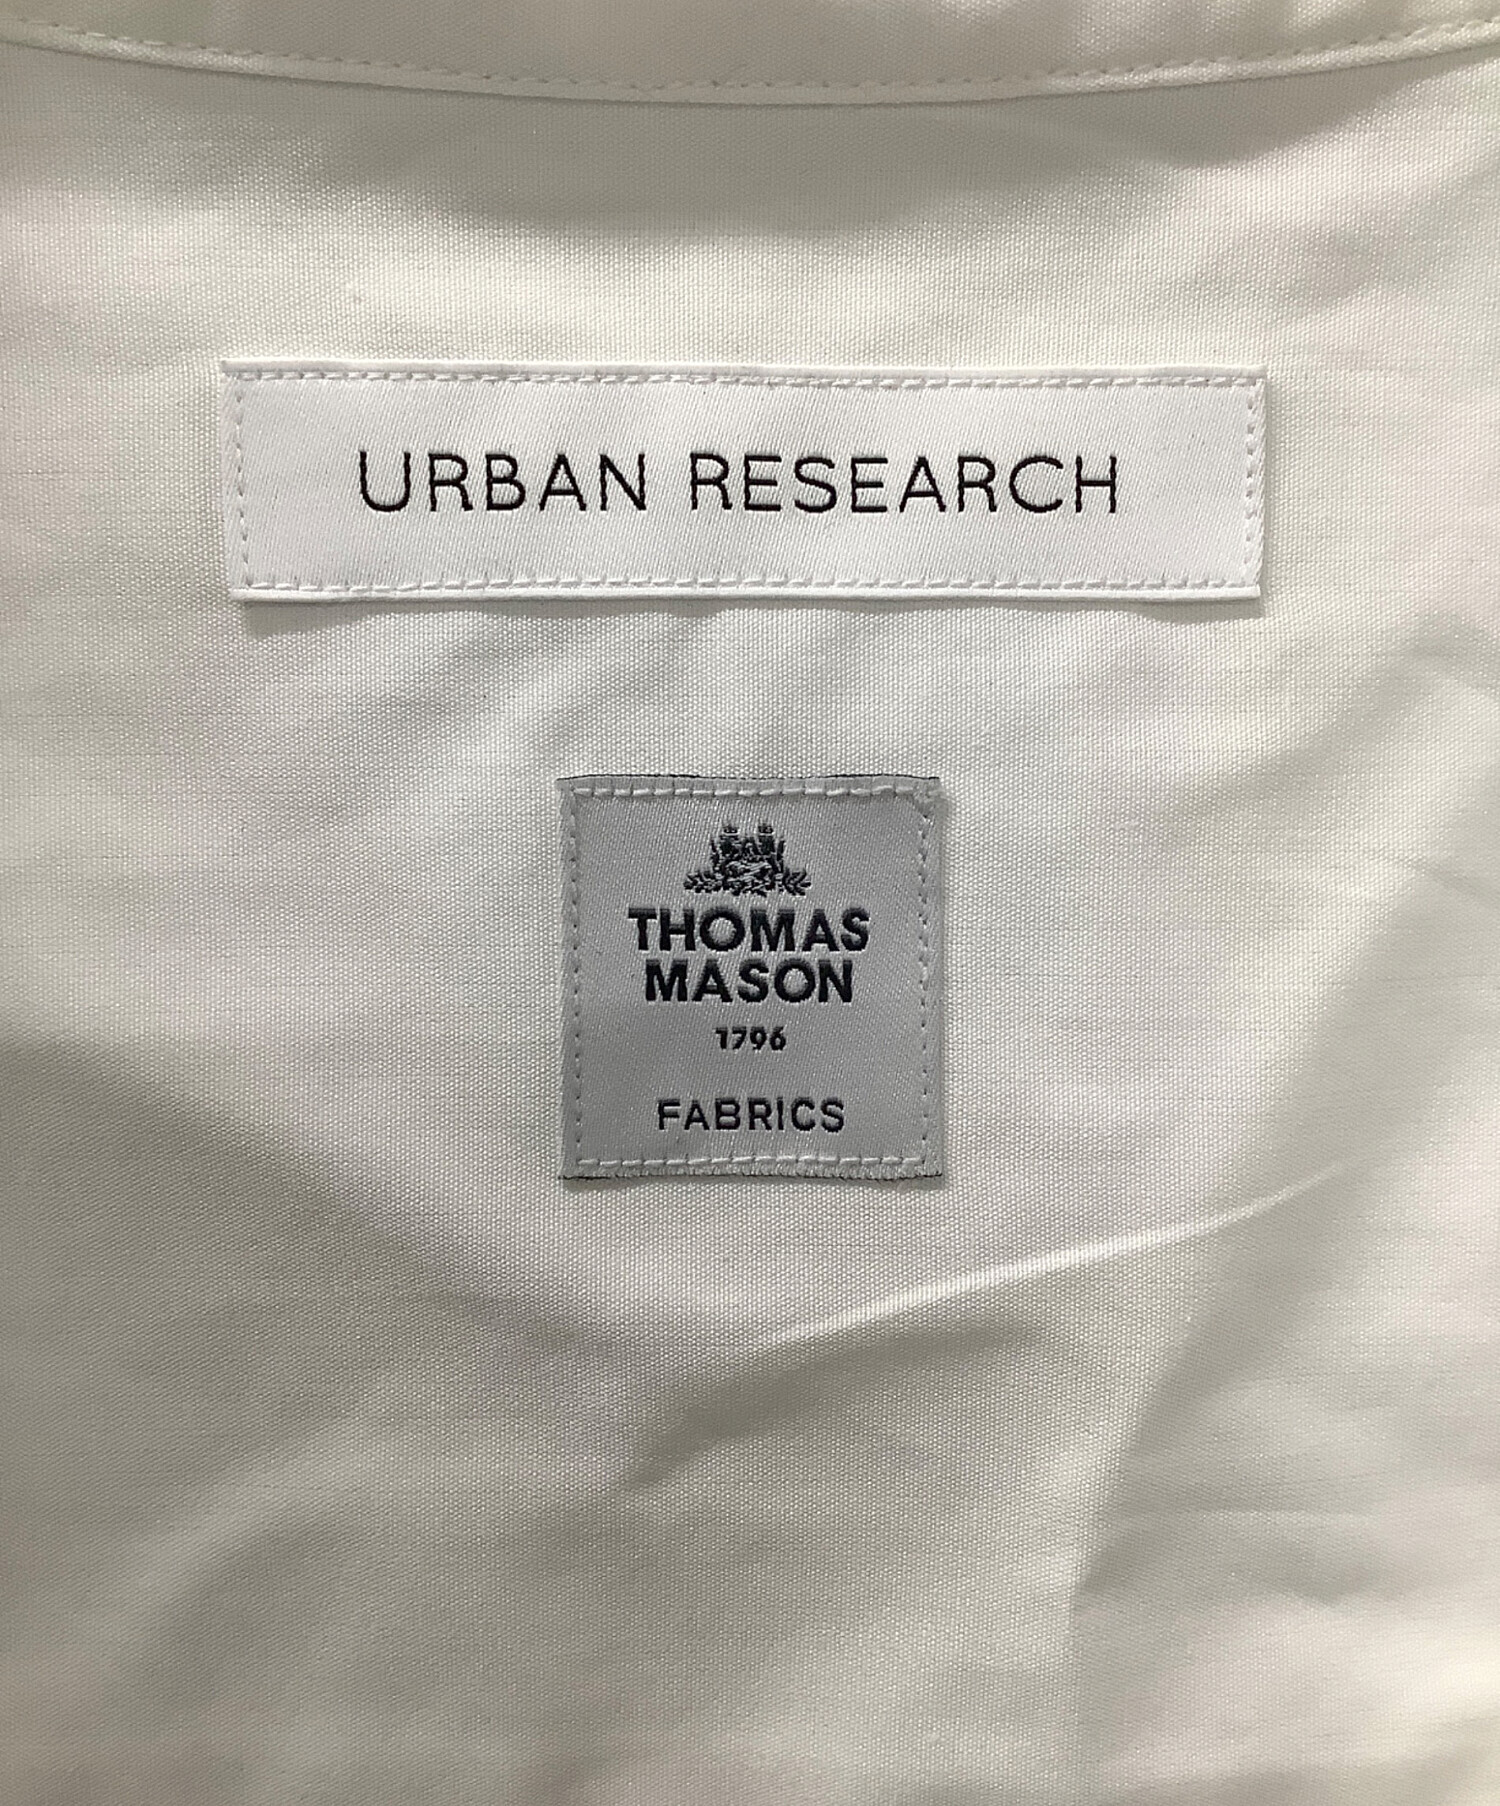 URBAN RESEARCH
THOMAS
MASON
1796
FABRICS